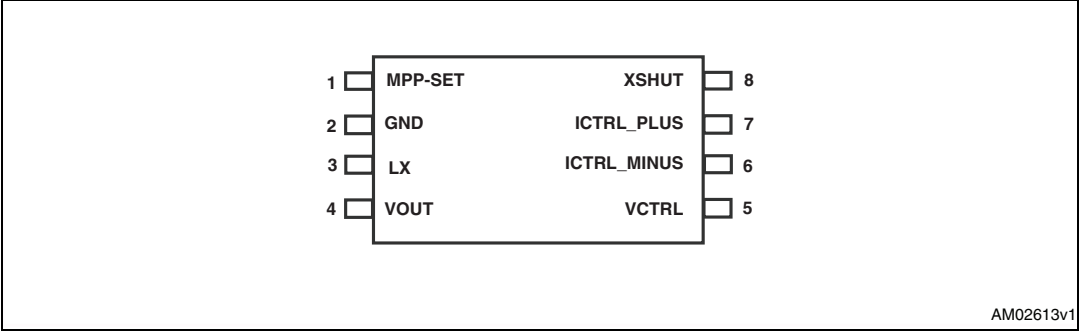 1 MPP-SET XSHUT 8
2 GND ICTRL_PLUS 7
3 LX ICTRL_MINUS 6
4 VOUT VCTRL 5
AM02613v1